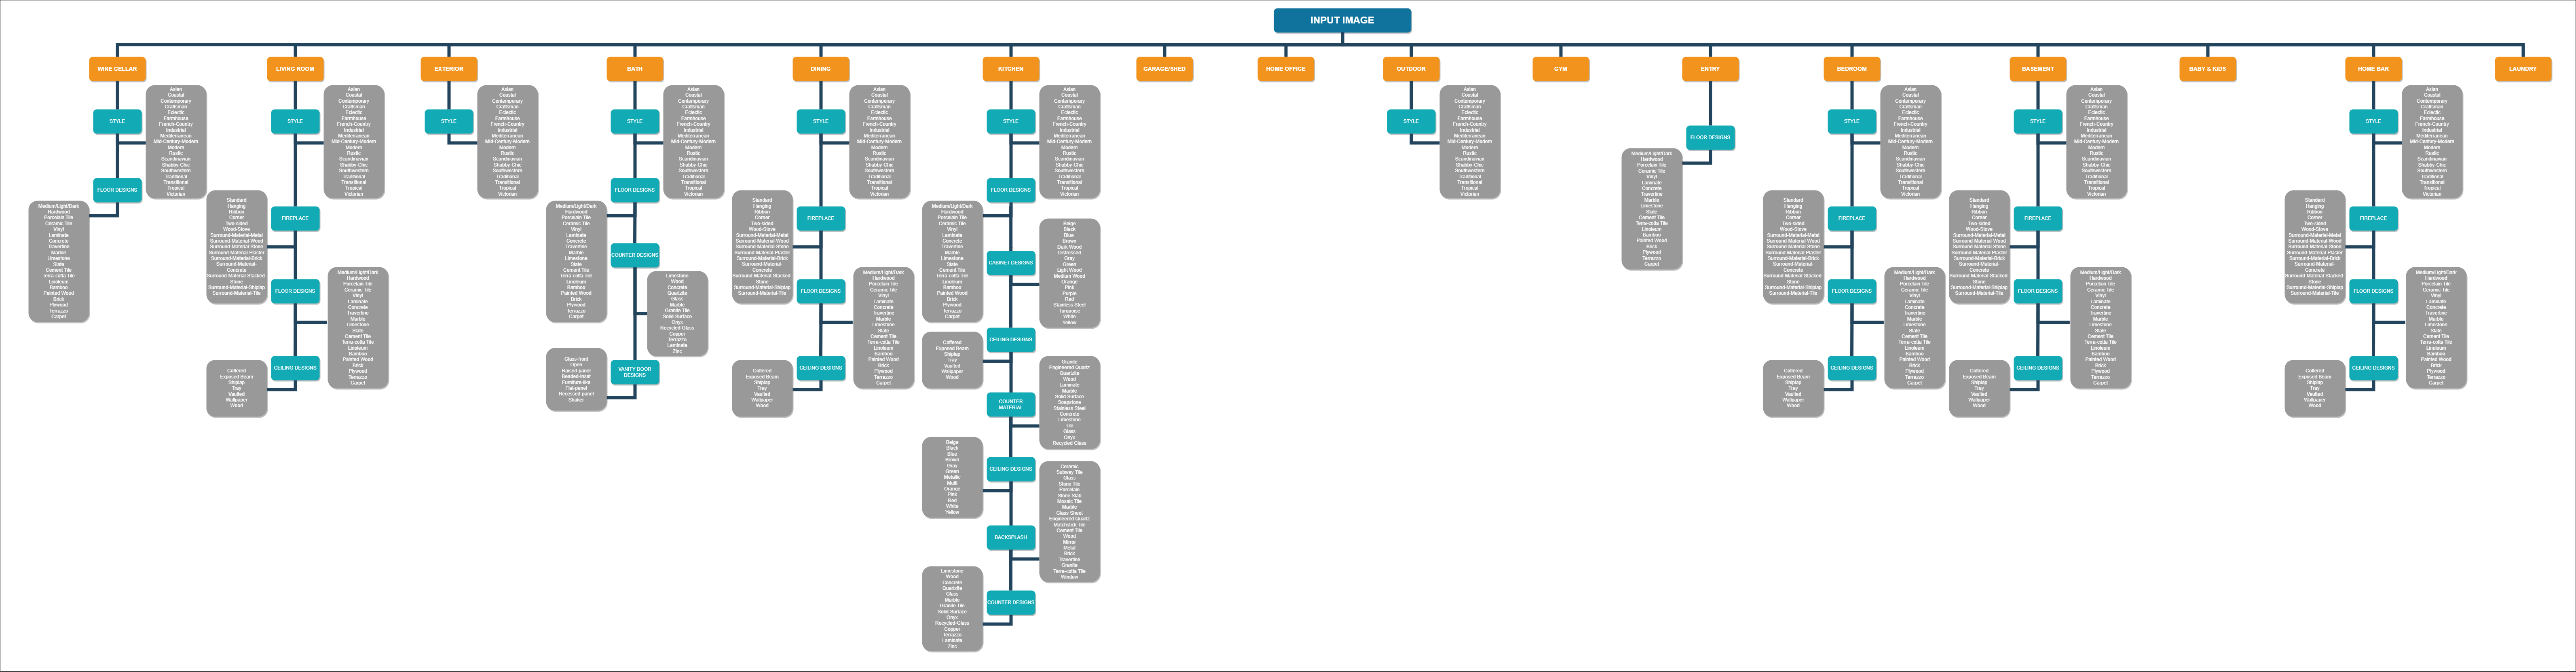 INPUT IMAGE
WINE CELLAR
LIVING ROOM
EXTERIOR
BATH
DINING
KITCHEN
GARAGE/SHED
HOME OFFICE
OUTDOOR
GYM
ENTRY
BEDROOM
BASEMENT
BABY & KIDS
HOME BAR
LAUNDRY
STYLE
Asian
Coastal
Contemporary
Craftsman
Eclectic
Farmhouse
French-Country
Industrial
Mediterranean
Mid-Century-Modern
Modern
Rustic
Scandinavian
Shabby-Chic
Southwestern
Traditional
Transitional
Tropical
Victorian
FLOOR DESIGNS
Medium/Light/Dark
Hardwood
Porcelain Tile
Ceramic Tile
Vinyl
Laminate
Concrete
Travertine
Marble
Limestone
Slate
Cement Tile
Terra-cotta Tile
Linoleum
Bamboo
Painted Wood
Brick
Plywood
Terrazzo
Carpet
STYLE
Asian
Coastal
Contemporary
Craftsman
Eclectic
Farmhouse
French-Country
Industrial
Mediterranean
Mid-Century-Modern
Modern
Rustic
Scandinavian
Shabby-Chic
Southwestern
Traditional
Transitional
Tropical
Victorian
FIREPLACE
Standard
Hanging
Ribbon
Corner
Two-sided
Wood-Stove
Surround-Material-Metal
Surround-Material-Wood
Surround-Material-Stone
Surround-Material-Plaster
Surround-Material-Brick
Surround-Material-
Concrete
Surround-Material-Stacked-
Stone
Surround-Material-Shiplap
Surround-Material-Tile
FLOOR DESIGNS
Medium/Light/Dark
Hardwood
Porcelain Tile
Ceramic Tile
Vinyl
Laminate
Concrete
Travertine
Marble
Limestone
Slate
Cement Tile
Terra-cotta Tile
Linoleum
Bamboo
Painted Wood
Brick
Plywood
Terrazzo
Carpet
CEILING DESIGNS
Coffered
Exposed Beam
Shiplap
Tray
Vaulted
Wallpaper
Wood
STYLE
Asian
Coastal
Contemporary
Craftsman
Eclectic
Farmhouse
French-Country
Industrial
Mediterranean
Mid-Century-Modern
Modern
Rustic
Scandinavian
Shabby-Chic
Southwestern
Traditional
Transitional
Tropical
Victorian
STYLE
Asian
Coastal
Contemporary
Craftsman
Eclectic
Farmhouse
French-Country
Industrial
Mediterranean
Mid-Century-Modern
Modern
Rustic
Scandinavian
Shabby-Chic
Southwestern
Traditional
Transitional
Tropical
Victorian
FLOOR DESIGNS
Medium/Light/Dark
Hardwood
Porcelain Tile
Ceramic Tile
Vinyl
Laminate
Concrete
Travertine
Marble
Limestone
Slate
Cement Tile
Terra-cotta Tile
Linoleum
Bamboo
Painted Wood
Brick
Plywood
Terrazzo
Carpet
COUNTER DESIGNS
Limestone
Wood
Concrete
Quartzite
Glass
Marble
Granite Tile
Solid-Surface
Onyx
Recycled-Glass
Copper
Terrazzo
Laminate
Zinc
VANITY DOOR
DESIGNS
Glass-front
Open
Raised-panel
Beaded-inset
Furniture-like
Flat-panel
Recessed-panel
Shaker
STYLE
Asian
Coastal
Contemporary
Craftsman
Eclectic
Farmhouse
French-Country
Industrial
Mediterranean
Mid-Century-Modern
Modern
Rustic
Scandinavian
Shabby-Chic
Southwestern
Traditional
Transitional
Tropical
Victorian
FIREPLACE
Standard
Hanging
Ribbon
Corner
Two-sided
Wood-Stove
Surround-Material-Metal
Surround-Material-Wood
Surround-Material-Stone
Surround-Material-Plaster
Surround-Material-Brick
Surround-Material-
Concrete
Surround-Material-Stacked-
Stone
Surround-Material-Shiplap
Surround-Material-Tile
FLOOR DESIGNS
Medium/Light/Dark
Hardwood
Porcelain Tile
Ceramic Tile
Vinyl
Laminate
Concrete
Travertine
Marble
Limestone
Slate
Cement Tile
Terra-cotta Tile
Linoleum
Bamboo
Painted Wood
Brick
Plywood
Terrazzo
Carpet
CEILING DESIGNS
Coffered
Exposed Beam
Shiplap
Tray
Vaulted
Wallpaper
Wood
STYLE
Asian
Coastal
Contemporary
Craftsman
Eclectic
Farmhouse
French-Country
Industrial
Mediterranean
Mid-Century-Modern
Modern
Rustic
Scandinavian
Shabby-Chic
Southwestern
Traditional
Transitional
Tropical
Victorian
FLOOR DESIGNS
Medium/Light/Dark
Hardwood
Porcelain Tile
Ceramic Tile
Vinyl
Laminate
Concrete
Travertine
Marble
Limestone
Slate
Cement Tile
Terra-cotta Tile
Linoleum
Bamboo
Painted Wood
Brick
Plywood
Terrazzo
Carpet
CABINET DESIGNS
Beige
Black
Blue
Brown
Dark Wood
Distressed
Gray
Green
Light Wood
Medium Wood
Orange
Pink
Purple
Red
Stainless Steel
Turquoise
White
Yellow
CEILING DESIGNS
Coffered
Exposed Beam
Shiplap
Tray
Vaulted
Wallpaper
Wood
COUNTER
MATERIAL
Granite
Engineered Quartz
Quartzite
Wood
Laminate
Marble
Solid Surface
Soapstone
Stainless Steel
Concrete
Limestone
Tile
Glass
Onyx
Recycled Glass
CEILING DESIGNS
Beige
Black
Blue
Brown
Gray
Green
Metallic
Multi
Orange
Pink
Red
White
Yellow
BACKSPLASH
Ceramic
Subway Tile
Glass
Stone Tile
Porcelain
Stone Slab
Mosaic Tile
Marble
Glass Sheet
Engineered Quartz
Matchstick Tile
Cement Tile
Wood
Mirror
Metal
Brick
Travertine
Granite
Terra-cotta Tile
Window
COUNTER DESIGNS
Limestone
Wood
Concrete
Quartzite
Glass
Marble
Granite Tile
Solid-Surface
Onyx
Recycled-Glass
Copper
Terrazzo
Laminate
Zinc
STYLE
Asian
Coastal
Contemporary
Craftsman
Eclectic
Farmhouse
French-Country
Industrial
Mediterranean
Mid-Century-Modern
Modern
Rustic
Scandinavian
Shabby-Chic
Southwestern
Traditional
Transitional
Tropical
Victorian
FLOOR DESIGNS
Medium/Light/Dark
Hardwood
Porcelain Tile
Ceramic Tile
Vinyl
Laminate
Concrete
Travertine
Marble
Limestone
Slate
Cement Tile
Terra-cotta Tile
Linoleum
Bamboo
Painted Wood
Brick
Plywood
Terrazzo
Carpet
STYLE
Asian
Coastal
Contemporary
Craftsman
Eclectic
Farmhouse
French-Country
Industrial
Mediterranean
Mid-Century-Modern
Modern
Rustic
Scandinavian
Shabby-Chic
Southwestern
Traditional
Transitional
Tropical
Victorian
FIREPLACE
Standard
Hanging
Ribbon
Corner
Two-sided
Wood-Stove
Surround-Material-Metal
Surround-Material-Wood
Surround-Material-Stone
Surround-Material-Plaster
Surround-Material-Brick
Surround-Material-
Concrete
Surround-Material-Stacked-
Stone
Surround-Material-Shiplap
Surround-Material-Tile
FLOOR DESIGNS
Medium/Light/Dark
Hardwood
Porcelain Tile
Ceramic Tile
Vinyl
Laminate
Concrete
Travertine
Marble
Limestone
Slate
Cement Tile
Terra-cotta Tile
Linoleum
Bamboo
Painted Wood
Brick
Plywood
Terrazzo
Carpet
CEILING DESIGNS
Coffered
Exposed Beam
Shiplap
Tray
Vaulted
Wallpaper
Wood
STYLE
Asian
Coastal
Contemporary
Craftsman
Eclectic
Farmhouse
French-Country
Industrial
Mediterranean
Mid-Century-Modern
Modern
Rustic
Scandinavian
Shabby-Chic
Southwestern
Traditional
Transitional
Tropical
Victorian
FIREPLACE
Standard
Hanging
Ribbon
Corner
Two-sided
Wood-Stove
Surround-Material-Metal
Surround-Material-Wood
Surround-Material-Stone
Surround-Material-Plaster
Surround-Material-Brick
Surround-Material-
Concrete
Surround-Material-Stacked-
Stone
Surround-Material-Shiplap
Surround-Material-Tile
FLOOR DESIGNS
Medium/Light/Dark
Hardwood
Porcelain Tile
Ceramic Tile
Vinyl
Laminate
Concrete
Travertine
Marble
Limestone
Slate
Cement Tile
Terra-cotta Tile
Linoleum
Bamboo
Painted Wood
Brick
Plywood
Terrazzo
Carpet
CEILING DESIGNS
Coffered
Exposed Beam
Shiplap
Tray
Vaulted
Wallpaper
Wood
STYLE
Asian
Coastal
Contemporary
Craftsman
Eclectic
Farmhouse
French-Country
Industrial
Mediterranean
Mid-Century-Modern
Modern
Rustic
Scandinavian
Shabby-Chic
Southwestern
Traditional
Transitional
Tropical
Victorian
FIREPLACE
Standard
Hanging
Ribbon
Corner
Two-sided
Wood-Stove
Surround-Material-Metal
Surround-Material-Wood
Surround-Material-Stone
Surround-Material-Plaster
Surround-Material-Brick
Surround-Material-
Concrete
Surround-Material-Stacked-
Stone
Surround-Material-Shiplap
Surround-Material-Tile
FLOOR DESIGNS
Medium/Light/Dark
Hardwood
Porcelain Tile
Ceramic Tile
Vinyl
Laminate
Concrete
Travertine
Marble
Limestone
Slate
Cement Tile
Terra-cotta Tile
Linoleum
Bamboo
Painted Wood
Brick
Plywood
Terrazzo
Carpet
CEILING DESIGNS
Coffered
Exposed Beam
Shiplap
Tray
Vaulted
Wallpaper
Wood